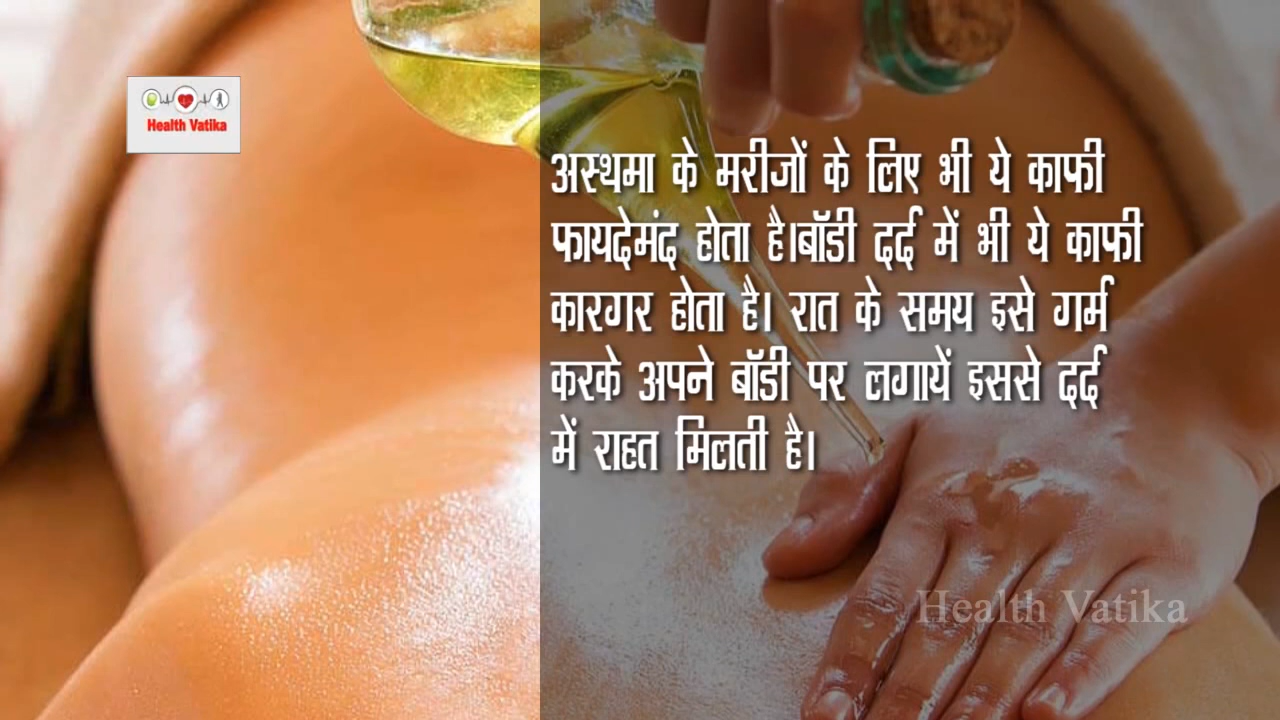 Health Vatika
अस्थमा के मरीजों के लिए भी ये काफी
फायदेमंद होता है।बॉडी दर्द में भी ये काफी
कारगर होता है। रात के समय इसे गर्म
करके अपने बॉडी पर लगायें इससे दर्द
में राहत मिलती है।
Health Vatika